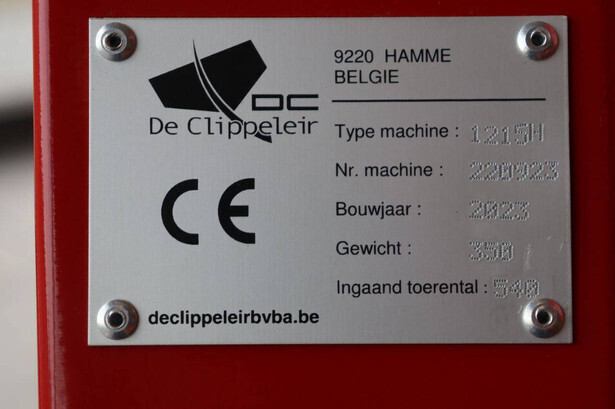 9220 HAMME
BELGIE
DC
De Clippeleir
CE
Type machine : 1215H
Nr. machine : 220923
Bouwjaar : 2023
Gewicht : 350
Ingaand toerental : 540
declippeleirbvba.be